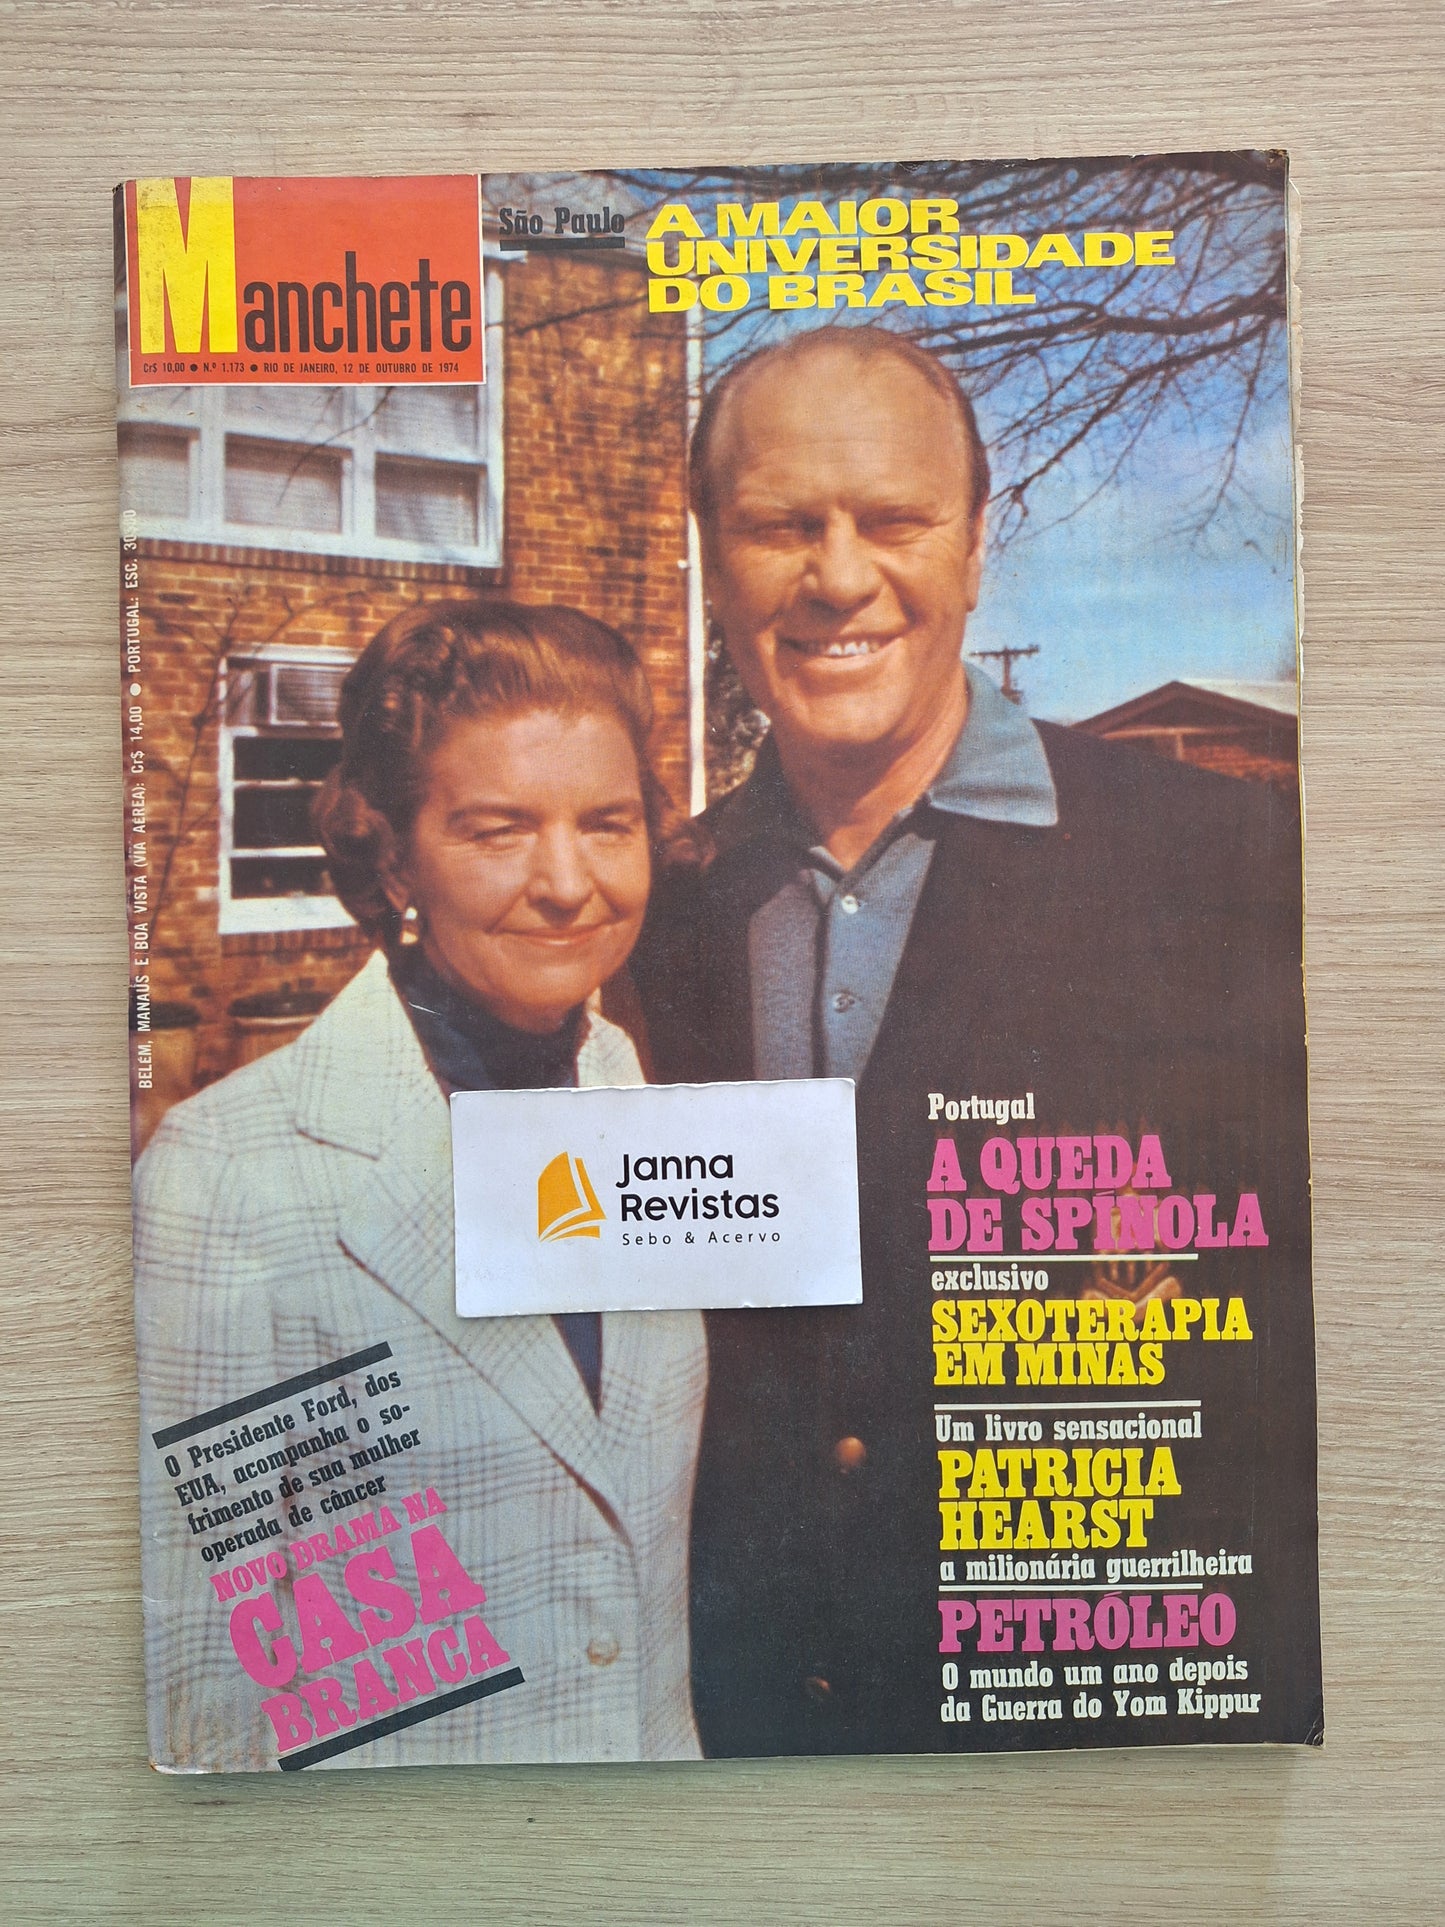 Manchete
Cr$ 10,00 ● N.º 1.173 ● RIO DE JANEIRO, 12 DE OUTUBRO DE 1974
São Paulo
A MAIOR
UNIVERSIDADE
DO BRASIL
BELÉM, MANAUS E BOA VISTA (VIA AÉREA): Cr$ 14,00 ● PORTUGAL: ESC.
Janna
Revistas
Sebo & Acervo
Portugal
A QUEDA
DE SPÍNOLA
exclusivo
SEXOTERAPIA
EM MINAS
Um livro sensacional
PATRICIA
HEARST
a milionária guerrilheira
PETRÓLEO
O mundo um ano depois
da Guerra do Yom Kippur
O Presidente Ford, dos
EUA, acompanha o so-
frimento de sua mulher
operada de câncer
NOVO DRAMA NA
CASA
BRANCA